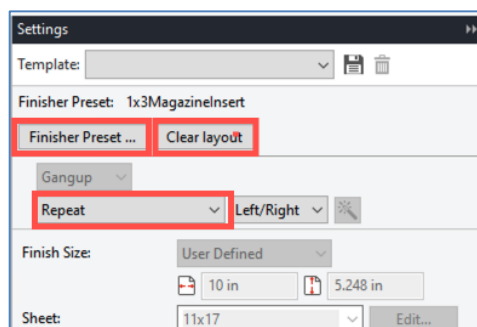 Settings
Template:
Finisher Preset: 1x3MagazineInsert
Finisher Preset ... Clear layout
Gangup
Repeat Left/Right
Finish Size: User Defined
10 in 5.248 in
Sheet: 11x17 Edit...